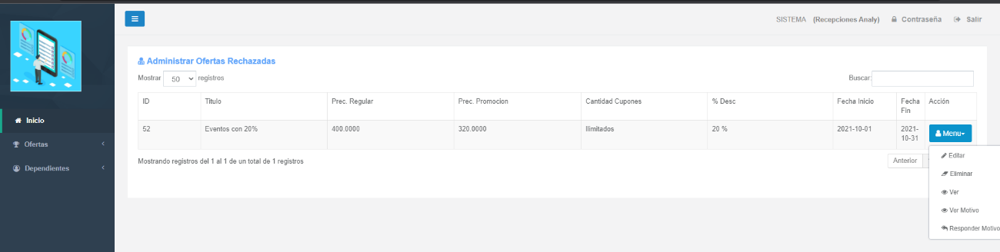 SISTEMA (Recepciones Analy) Contraseña Salir
Administrar Ofertas Rechazadas
Mostrar 50 registros Buscar:
Inicio
Ofertas
Dependientes
ID Titulo Prec. Regular Prec. Promocion Cantidad Cupones % Desc Fecha Inicio Fecha Fin Acción
52 Eventos con 20% 400.0000 320.0000 Ilimitados 20 % 2021-10-01 2021-10-31 Menu
Mostrando registros del 1 al 1 de un total de 1 registros Anterior
Editar
Eliminar
Ver
Ver Motivo
Responder Motivo